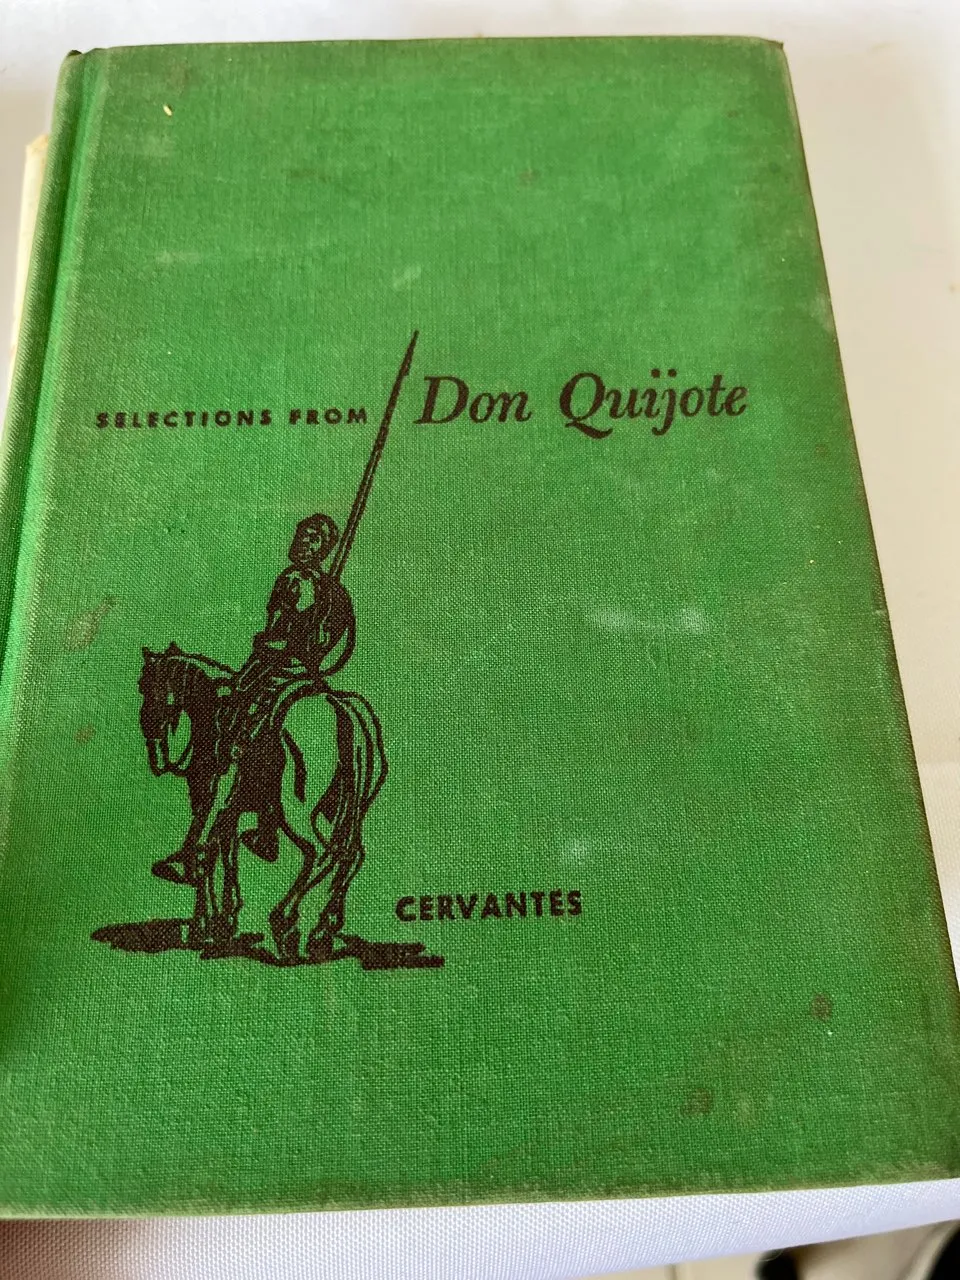 SELECTIONS FROM Don Quijote
CERVANTES